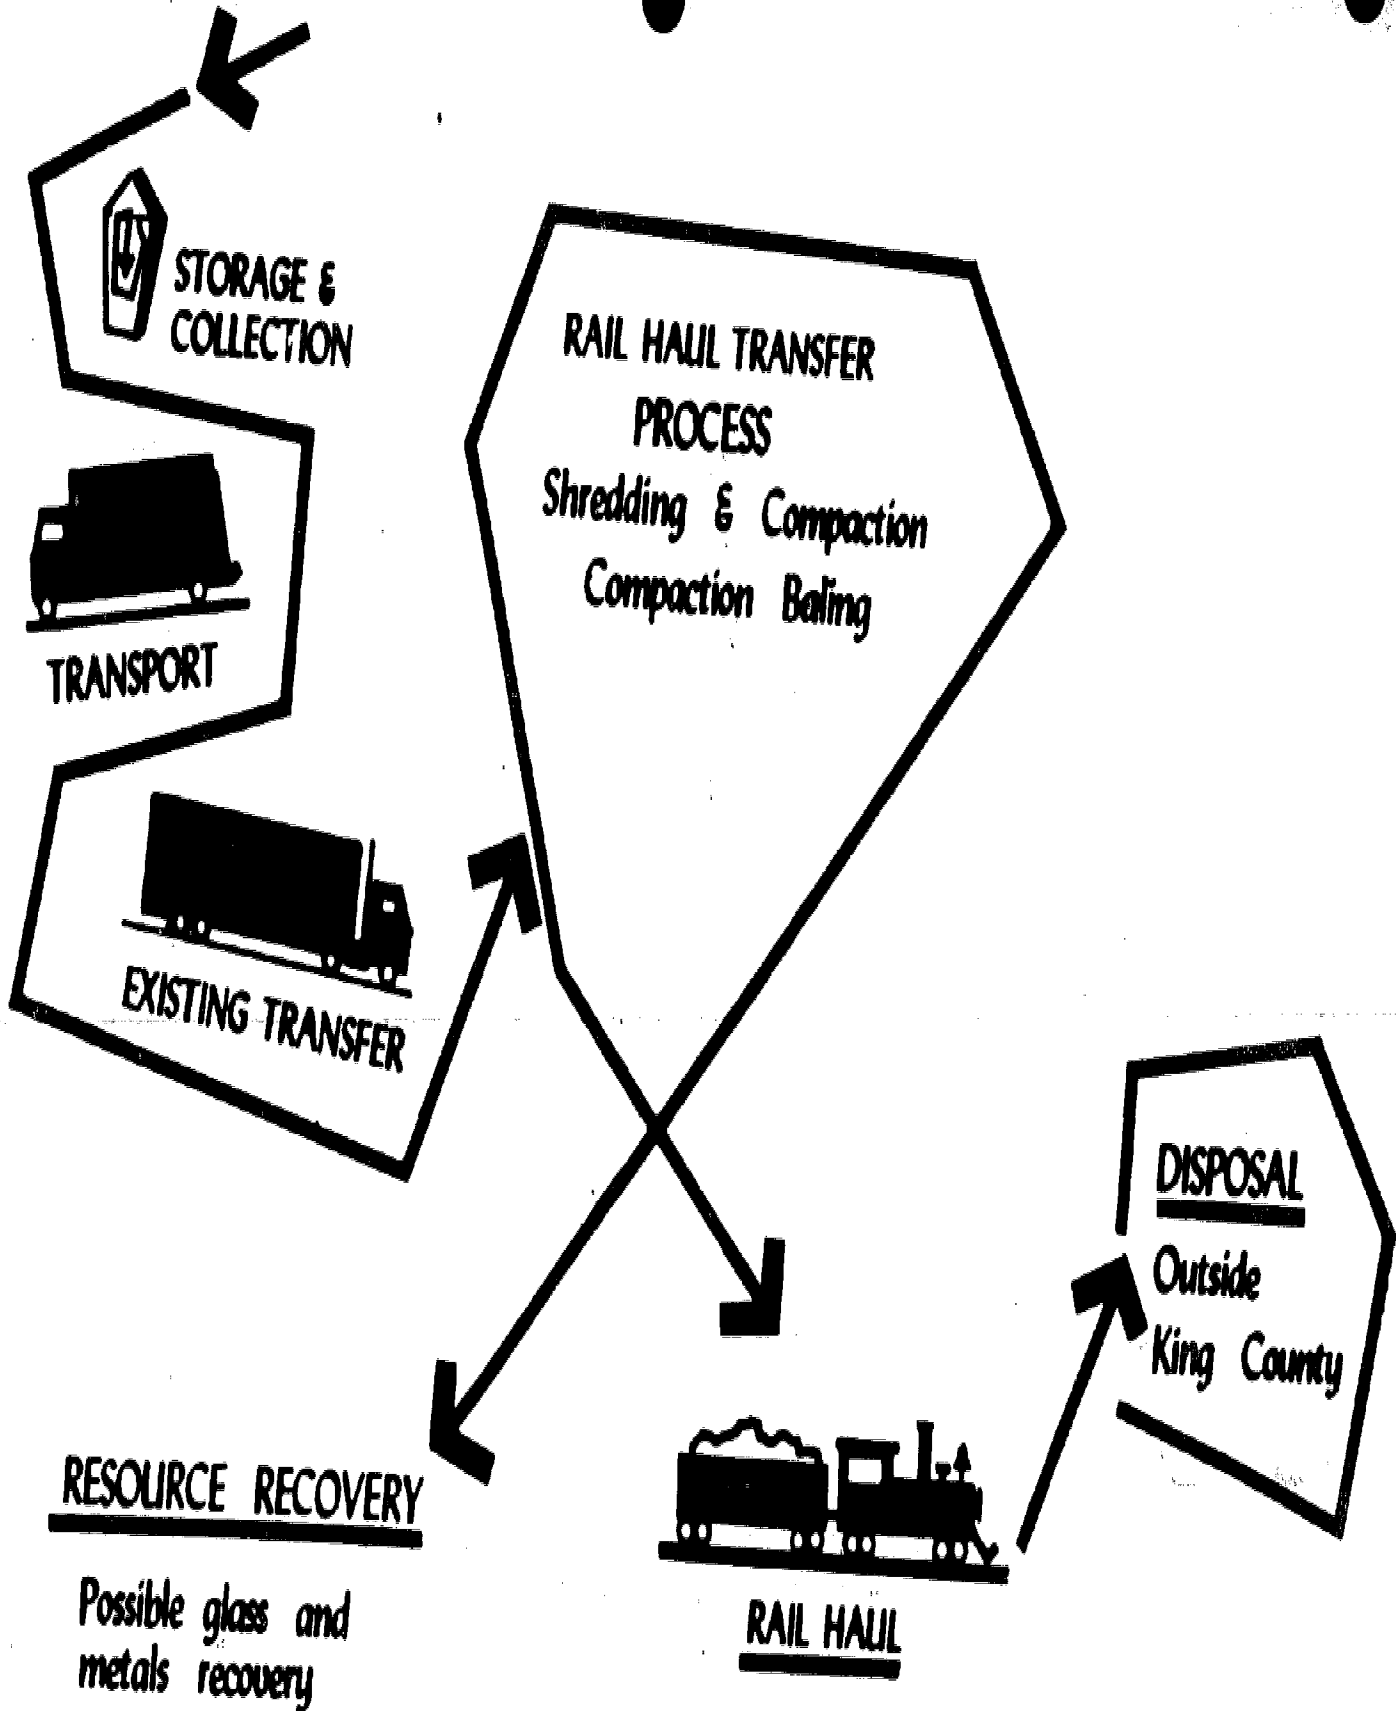 STORAGE &
COLLECTION
TRANSPORT
EXISTING TRANSFER
RAIL HAUL TRANSFER
PROCESS
Shredding & Compaction
Compaction Baling
RESOURCE RECOVERY
Possible glass and
metals recovery
RAIL HAUL
DISPOSAL
Outside
King County